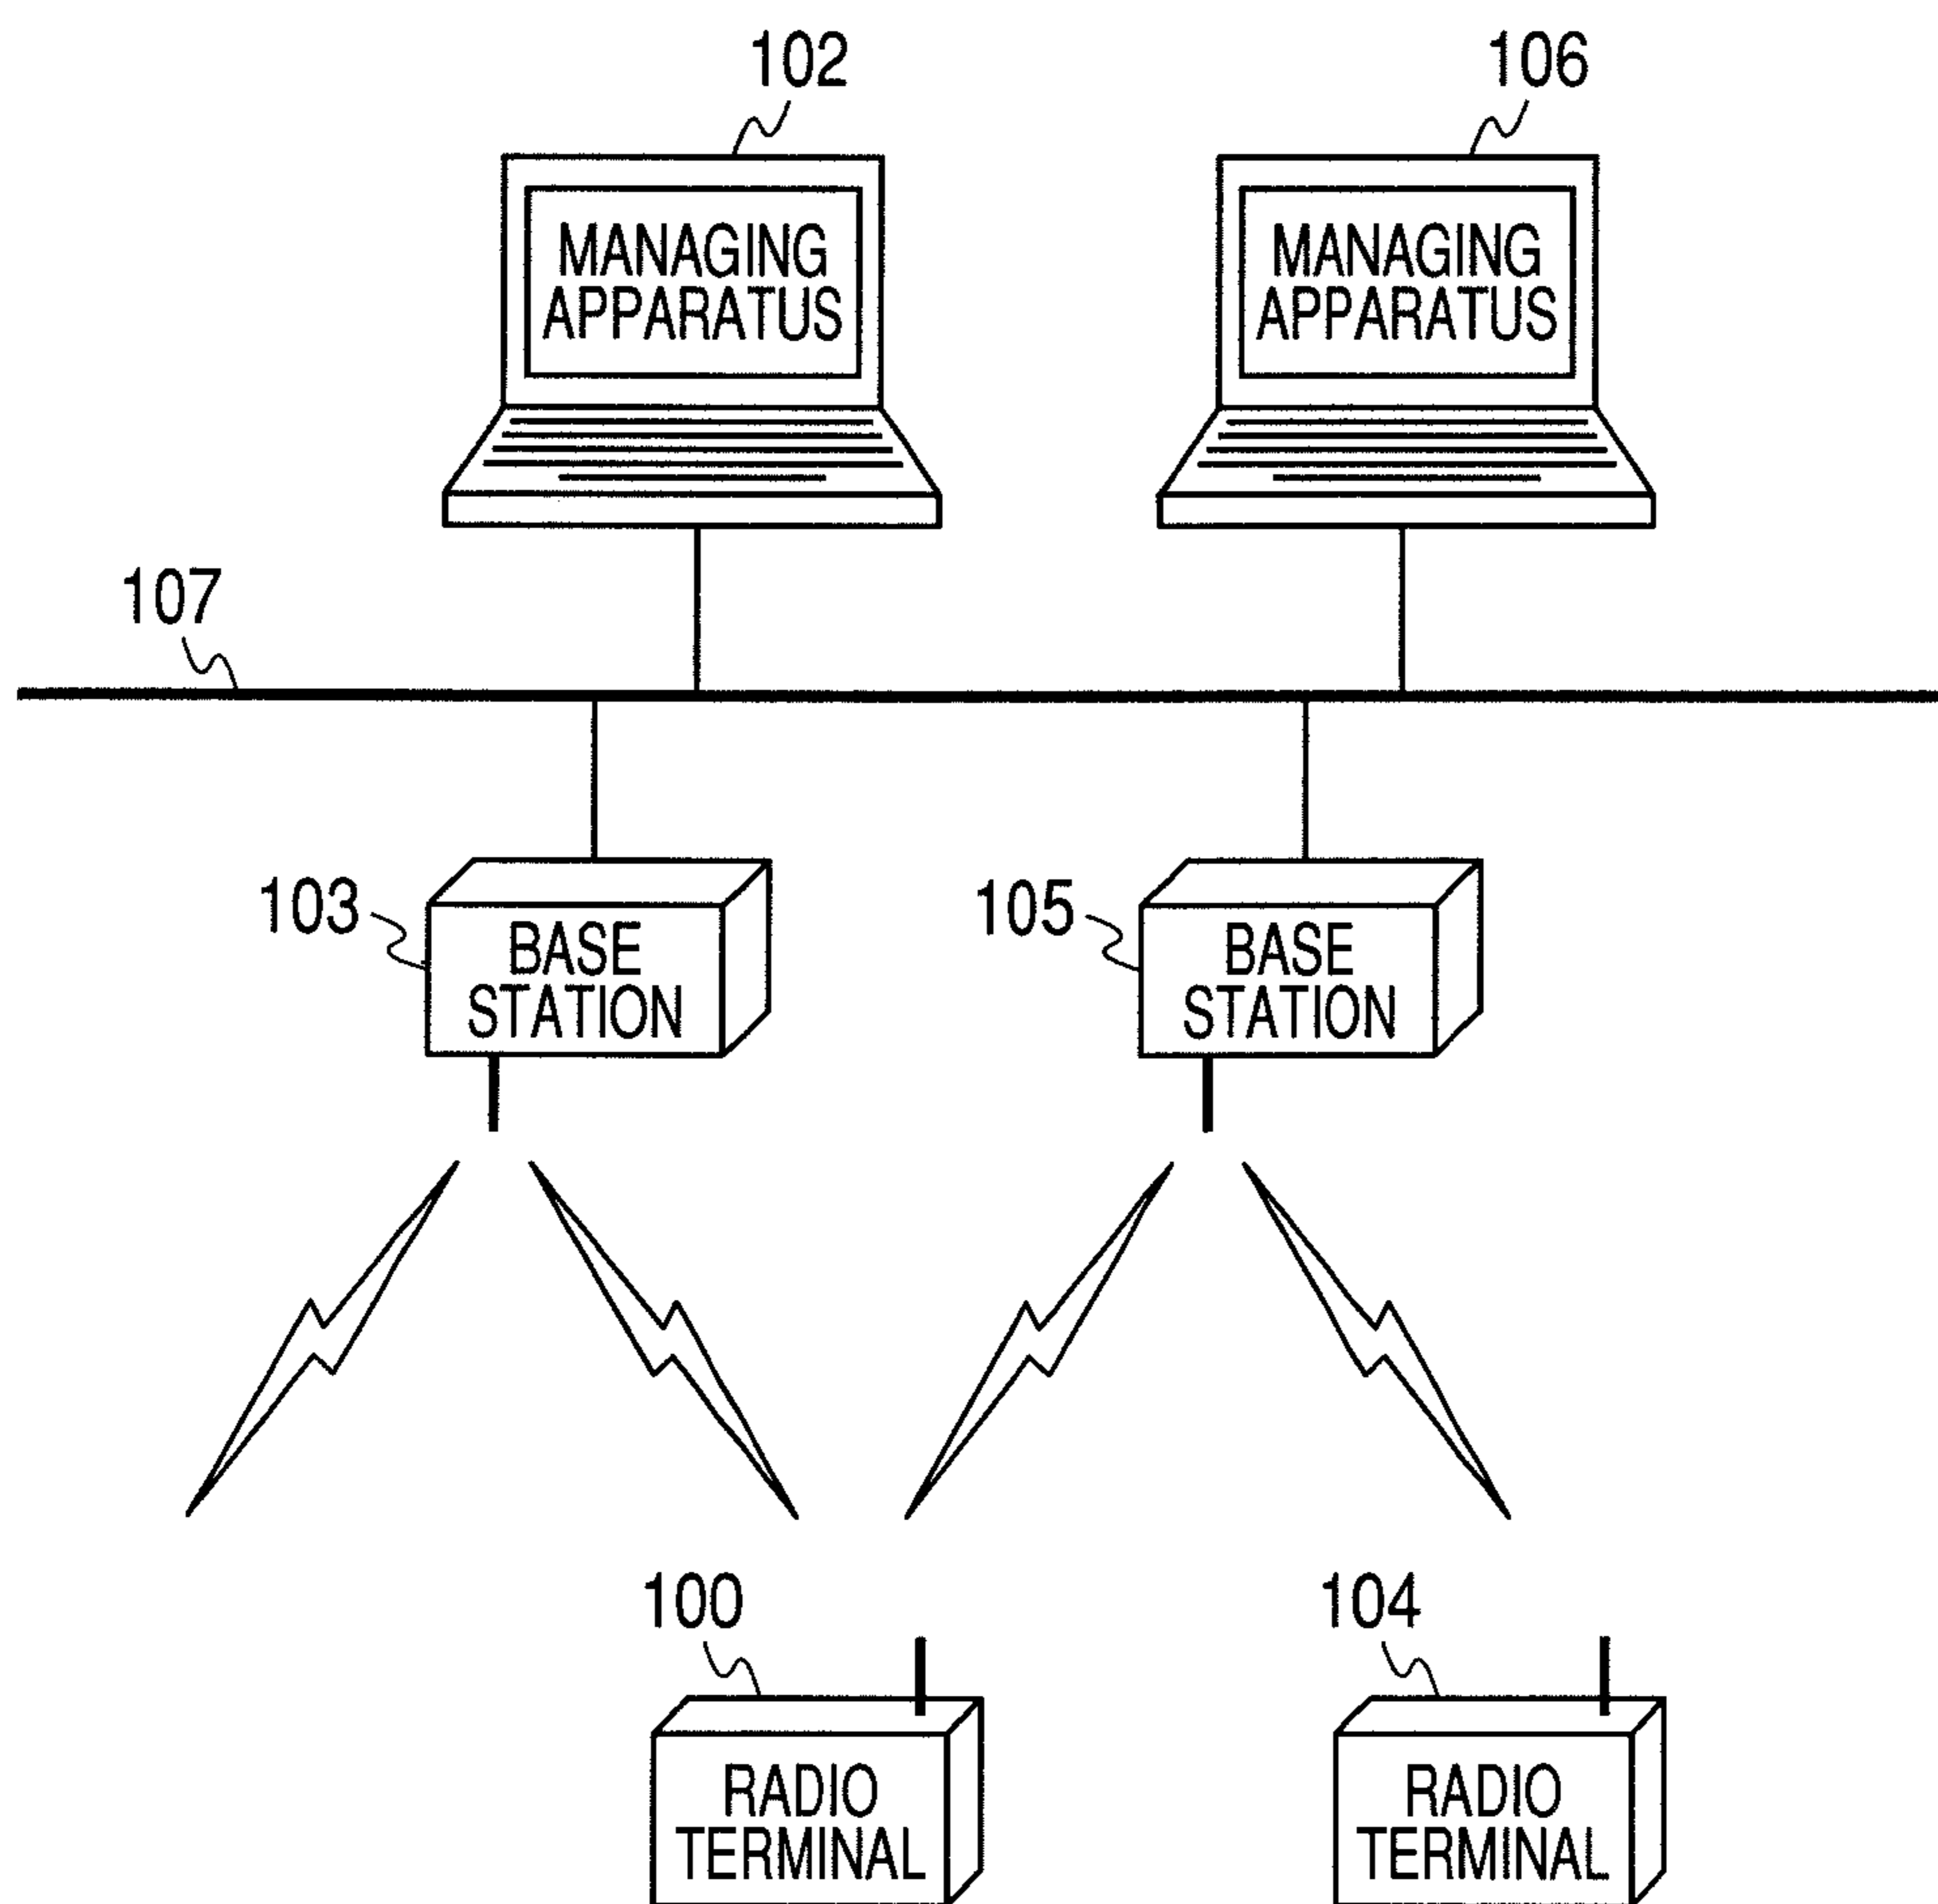 102
106
MANAGING
APPARATUS
MANAGING
APPARATUS
107
103
BASE
STATION
105
BASE
STATION
100
104
RADIO
TERMINAL
RADIO
TERMINAL